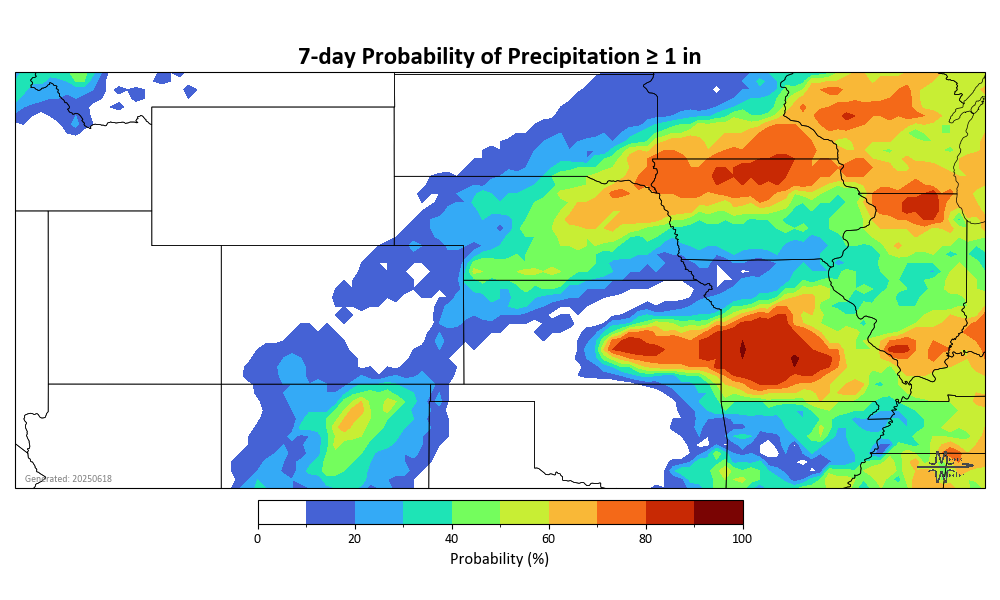 7-day Probability of Precipitation ≥ 1 in
Generated: 20250618
0 20 40 60 80 100
Probability (%)